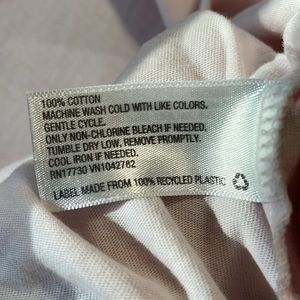 100% COTTON
MACHINE WASH COLD WITH LIKE COLORS.
GENTLE CYCLE.
ONLY NON-CHLORINE BLEACH IF NEEDED.
TUMBLE DRY LOW. REMOVE PROMPTLY.
COOL IRON IF NEEDED.
RN17730 VN1042782
LABEL MADE FROM 100% RECYCLED PLASTIC